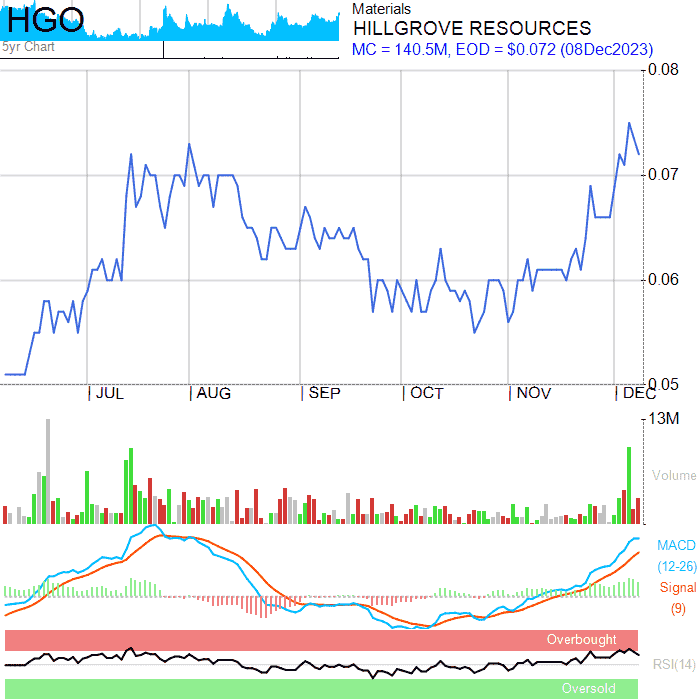 HGO
5yr Chart
Materials
HILLGROVE RESOURCES
MC = 140.5M, EOD = $0.072 (08Dec2023)
0.08
0.07
0.06
0.05
JUL AUG SEP OCT NOV DEC
13M
Volume
MACD
(12-26)
Signal
(9)
Overbought
RSI(14)
Oversold